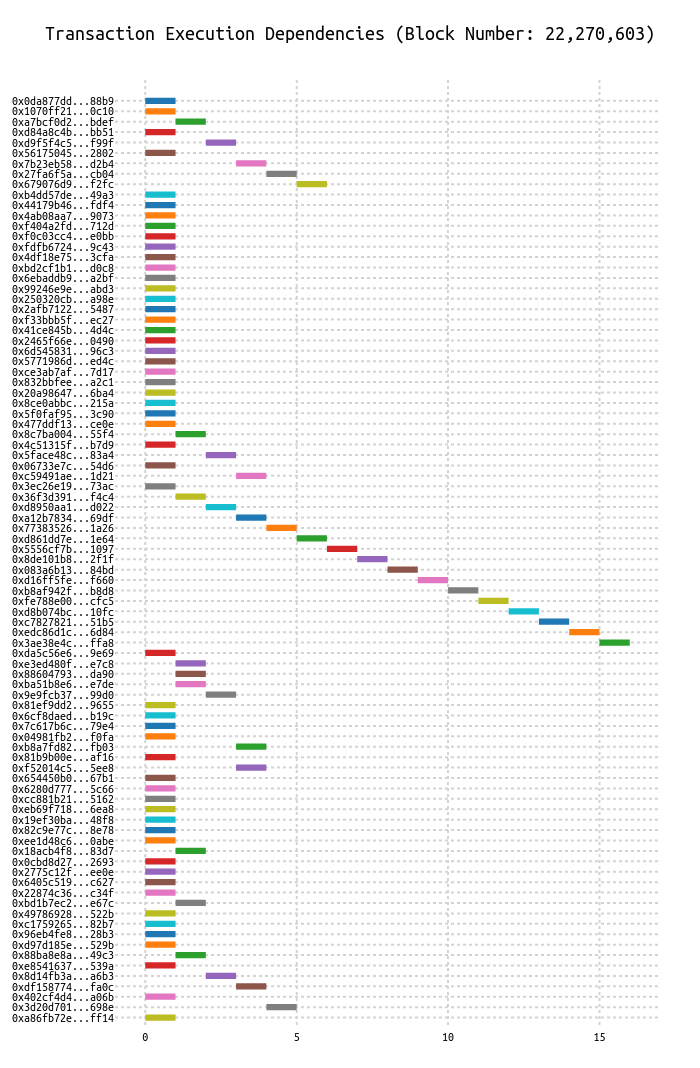 Transaction Execution Dependencies (Block Number: 22,270,603)
0x0da877dd...88b9
0x1070ff21...0c10
0xa7bcf0d2...bdef
0xd84a8c4b...bb51
0xd9f5f4c5...f99f
0x56175045...2802
0x7b23eb58...d2b4
0x27fa6f5a...cb04
0x679076d9...f2fc
0xb4dd57de...49a3
0x44179b46...fdf4
0x4ab08aa7...9073
0xf404a2fd...712d
0xf0c03cc4...e0bb
0xfdfb6724...9c43
0x4df18e75...3cfa
0xbd2cf1b1...d0c8
0x6ebaddb9...a2bf
0x99246e9e...abd3
0x250320cb...a98e
0x2afb7122...5487
0xf33bbb5f...ec27
0x41ce845b...4d4c
0x2465f66e...0490
0x6d545831...96c3
0x5771986d...ed4c
0xce3ab7af...7d17
0x832bbfee...a2c1
0x20a98647...6ba4
0x8ce0abbc...215a
0x5f0faf95...3c90
0x477ddf13...ce0e
0x8c7ba004...55f4
0x4c51315f...b7d9
0x5face48c...83a4
0x06733e7c...54d6
0xc59491ae...1d21
0x3ec26e19...73ac
0x36f3d391...f4c4
0xd8950aa1...d022
0xa12b7834...69df
0x77383526...1a26
0xd861dd7e...1e64
0x5556cf7b...1097
0x8de101b8...2f1f
0x083a6b13...84bd
0xd16ff5fe...f660
0xb8af942f...b8d8
0xfe788e00...cfc5
0xd8b074bc...10fc
0xc7827821...51b5
0xedc86d1c...6d84
0x3ae38e4c...ffa8
0xda5c56e6...9e69
0xe3ed480f...e7c8
0x88604793...da90
0xba51b8e6...e7de
0x9e9fcb37...99d0
0x81ef9dd2...9655
0x6cf8daed...b19c
0x7c617b6c...79e4
0x04981fb2...f0fa
0xb8a7fd82...fb03
0x81b9b00e...af16
0xf52014c5...5ee8
0x654450b0...67b1
0x6280d777...5c66
0xcc881b21...5162
0xeb69f718...6ea8
0x19ef30ba...48f8
0x82c9e77c...8e78
0xee1d48c6...0abe
0x18acb4f8...83d7
0x0cbd8d27...2693
0x2775c12f...ee0e
0x6405c519...c627
0x22874c36...c34f
0xbd1b7ec2...e67c
0x49786928...522b
0xc1759265...82b7
0x96eb4fe8...28b3
0xd97d185e...529b
0x88ba8e8a...49c3
0xe8541637...539a
0x8d14fb3a...a6b3
0xdf158774...fa0c
0x402cf4d4...a06b
0x3d20d701...698e
0xa86fb72e...ff14
0 5 10 15